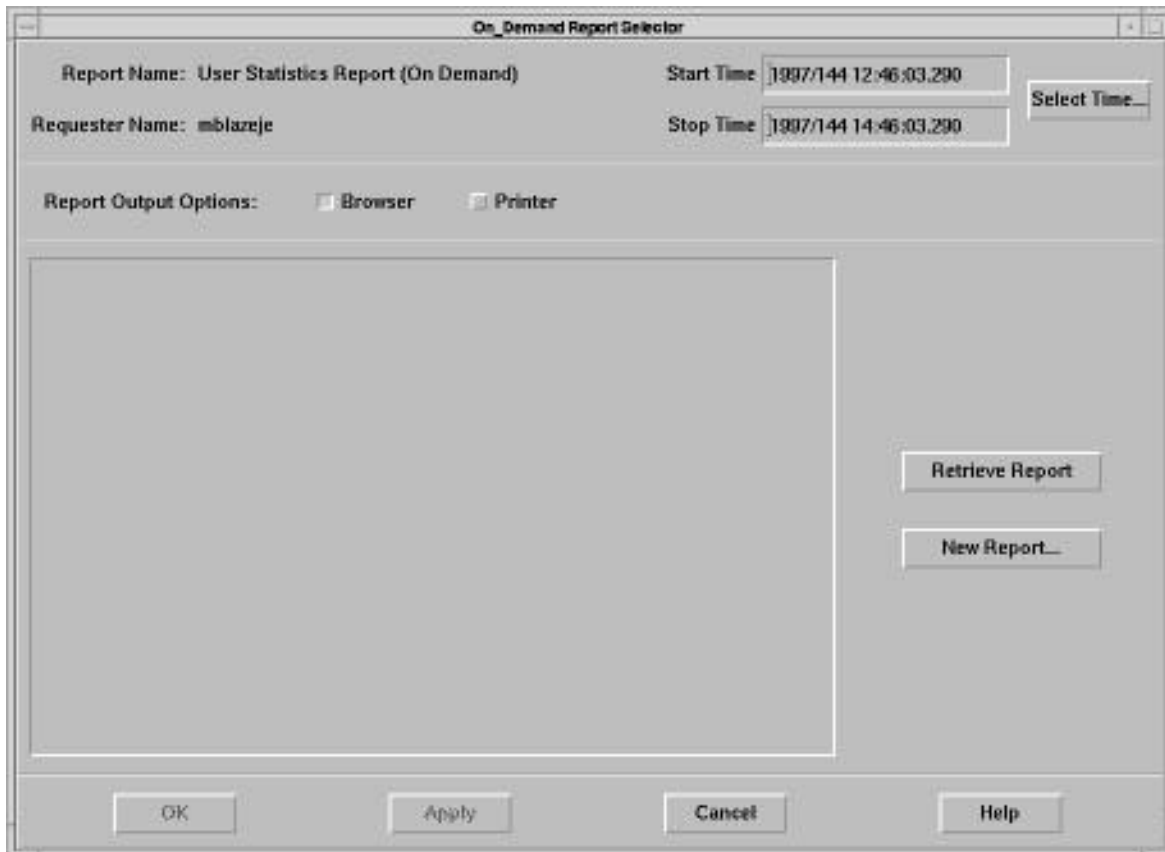 On_Demand Report Selector
Report Name: User Statistics Report (On Demand)
Start Time 1997/144 12:46:03.290
Select Time...
Requester Name: mblazeje
Stop Time 1997/144 14:46:03.290
Report Output Options: Browser Printer
Retrieve Report
New Report...
OK Apply Cancel Help